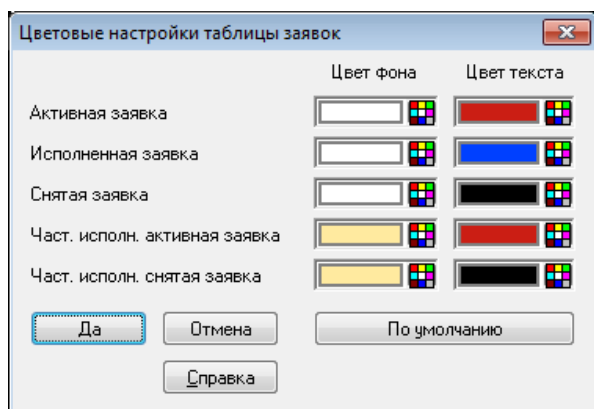 Цветовые настройки таблицы заявок
Цвет фона Цвет текста
Активная заявка
Исполненная заявка
Снятая заявка
Част. исполн. активная заявка
Част. исполн. снятая заявка
Да Отмена По умолчанию
Справка